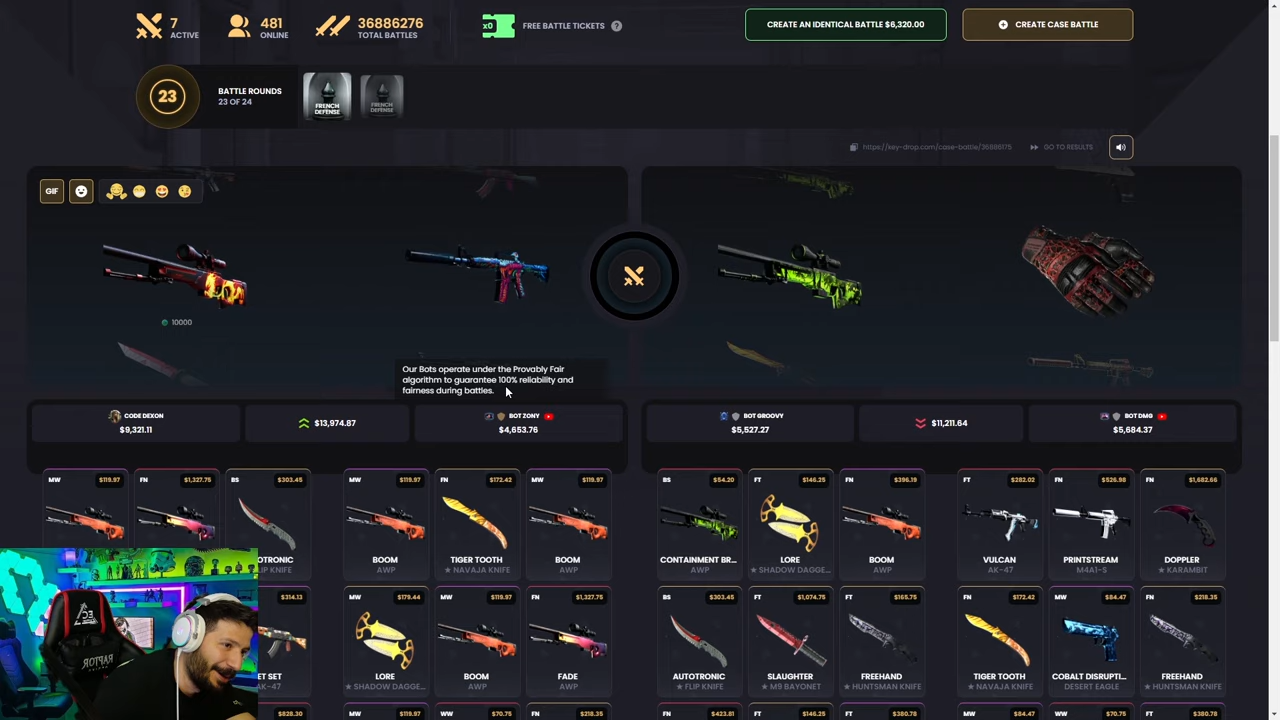 7
ACTIVE
481
ONLINE
36886276
TOTAL BATTLES
x0
FREE BATTLE TICKETS ?
CREATE AN IDENTICAL BATTLE $6,320.00
CREATE CASE BATTLE
23
BATTLE ROUNDS
23 OF 24
FRENCH
DEFENSE
FRENCH
DEFENSE
https://key-drop.com/case-battle/36886175
GO TO RESULTS
GIF
10000
Our Bots operate under the Provably Fair
algorithm to guarantee 100% reliability and
fairness during battles.
CODE DEXON
$9,321.11
$13,974.87
BOT ZONY
$4,653.76
BOT GROOVY
$5,527.27
$11,211.64
BOT DMG
$5,684.37
MW $119.97
FN $1,327.75
BS $303.45
MW $119.97
FN $172.42
MW $119.97
BS $54.20
FT $146.25
FN $396.19
FT $282.02
FT $526.98
FN $1,682.66
OTRONIC
IP KNIFE
BOOM
AWP
TIGER TOOTH
★ NAVAJA KNIFE
BOOM
AWP
CONTAINMENT BR...
AWP
LORE
★ SHADOW DAGGE...
BOOM
AWP
VULCAN
AK-47
PRINTSTREAM
M4A1-S
DOPPLER
★ KARAMBIT
$314.13
MW $179.44
MW $119.97
FN $1,327.75
BS $303.45
FT $1,074.75
FN $165.75
FN $172.42
MW $84.47
FN $218.35
ET SET
AK-47
LORE
★ SHADOW DAGGE...
BOOM
AWP
FADE
AWP
AUTOTRONIC
★ FLIP KNIFE
SLAUGHTER
★ M9 BAYONET
FREEHAND
★ HUNTSMAN KNIFE
TIGER TOOTH
★ NAVAJA KNIFE
COBALT DISRUPTI...
DESERT EAGLE
FREEHAND
★ HUNTSMAN KNIFE
$828.30
MW $119.97
WW $70.75
FN $218.35
FN $423.81
FT $146.25
FT $380.78
MW $84.47
WW $70.75
FT $380.78
RAPTOR